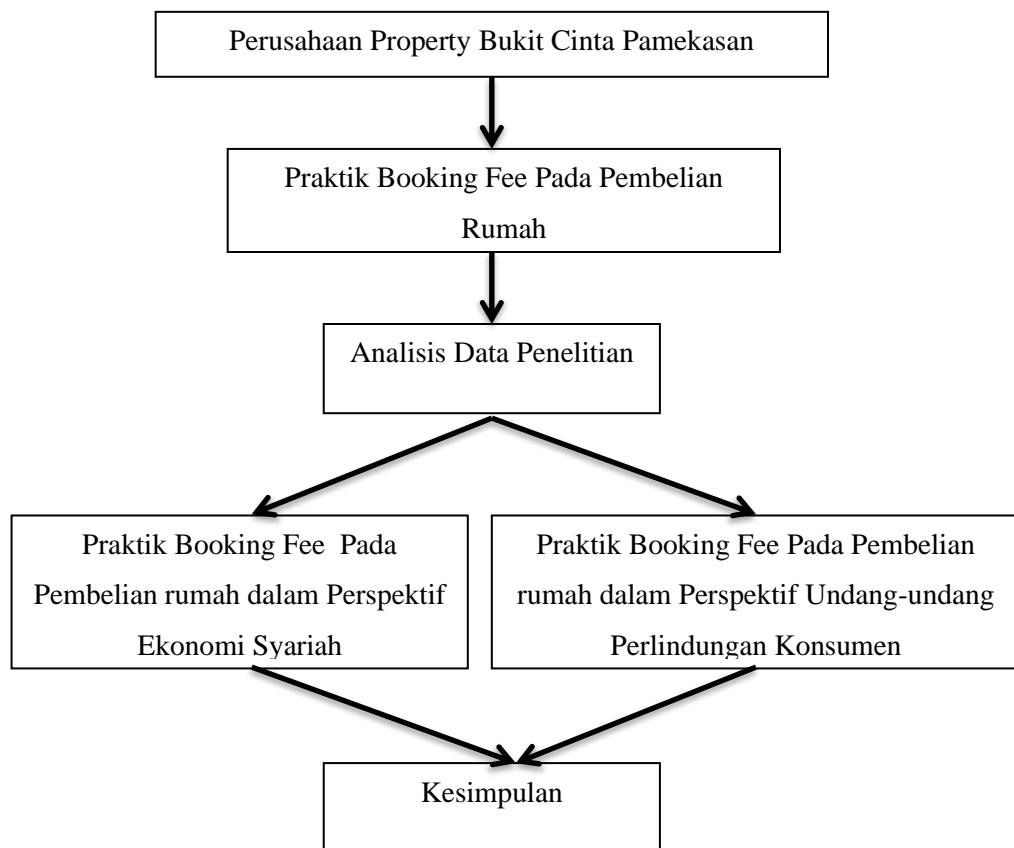 Perusahaan Property Bukit Cinta Pamekasan
Praktik Booking Fee Pada Pembelian
Rumah
Analisis Data Penelitian
Praktik Booking Fee Pada
Pembelian rumah dalam Perspektif
Ekonomi Syariah
Praktik Booking Fee Pada Pembelian
rumah dalam Perspektif Undang-undang
Perlindungan Konsumen
Kesimpulan